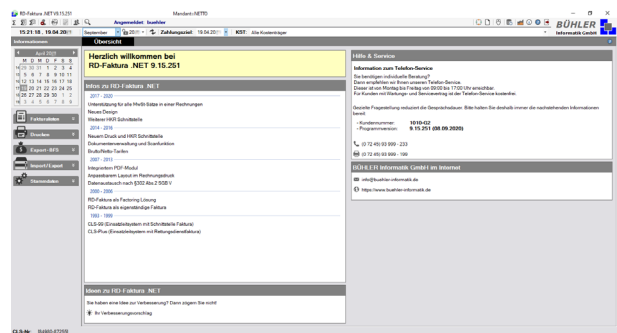 RD-Faktura .NET V9.15.251
Mandant: NETRD
Angemeldet: buehler
BÜHLER
Informatik GmbH
15:21:18 , 19.04.20
September
Zahlungsziel: 19.04.20
KST: Alle Kostenträger
Informationen
Übersicht
April 2021
M D M D F S S
29 30 31 1 2 3 4
5 6 7 8 9 10 11
12 13 14 15 16 17 18
20 21 22 23 24 25
26 27 28 29 30 1 2
3 4 5 6 7 8 9
Fakturadaten
Drucken
Export- RFS
Import/Export
Stammdaten
Herzlich willkommen bei
RD-Faktura .NET 9.15.251
Infos zu RD-Faktura .NET
2017 - 2020
Unterstützung für alle MwSt-Sätze in einer Rechnungen
Neues Design
Weiterer HKR Schnittstelle
2014 - 2016
Neuem Druck und HKR Schnittstelle
Dokumentenverwaltung und Scanfunktion
Brutto/Netto-Tarifen
2007 - 2013
Integriertem PDF-Modul
Anpassbarem Layout im Rechnungsdruck
Datenaustausch nach §302 Abs.2 SGB V
2000 - 2006
RD-Faktura als Factoring Lösung
RD-Faktura als eigenständige Faktura
1993 - 1999
CLS-99 (Einsatzleitsystem mit Schnittstelle Faktura)
CLS-Plus (Einsatzleitsystem mit Rettungsdienstfaktura)
Ideen zu RD-Faktura .NET
Sie haben eine Idee zur Verbesserung? Dann zögern Sie nicht!
Ihr Verbesserungsvorschlag
Hilfe & Service
Information zum Telefon-Service
Sie benötigen individuelle Beratung?
Dann empfehlen wir Ihnen unseren Telefon-Service.
Dieser ist von Montag bis Freitag von 09:00 bis 17:00 Uhr erreichbar.
Für Kunden mit Wartungs- und Servicevertrag ist der Telefon-Service kostenfrei.
Gezielte Fragestellung reduziert die Gesprächsdauer. Bitte halten Sie deshalb immer die nachstehenden Informationen
bereit:
- Kundennummer: 1010-G2
- Programmversion: 9.15.251 (08.09.2020)
(0 72 45) 93 999 - 233
(0 72 45) 93 999 - 199
BÜHLER Informatik GmbH im Internet
info@buehler-informatik.de
https://www.buehler-informatik.de
CLS-Nr.